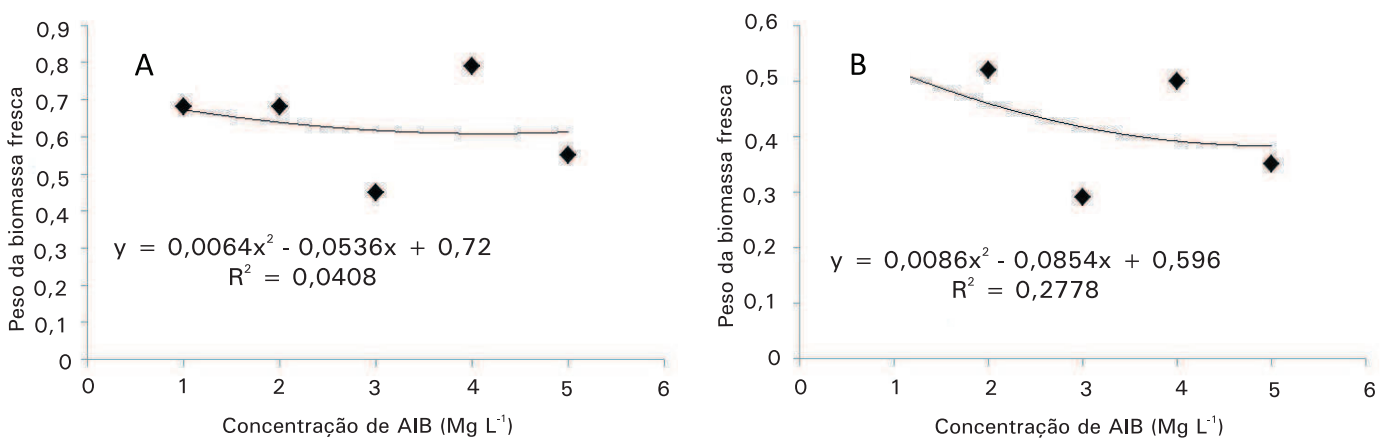 A
Peso da biomassa fresca
0,9
0,8
0,7
0,6
0,5
0,4
0,3
0,2
0,1
0
y = 0,0064x² - 0,0536x + 0,72
R² = 0,0408
0 1 2 3 4 5 6
Concentração de AIB (Mg L⁻¹)
B
Peso da biomassa fresca
0,6
0,5
0,4
0,3
0,2
0,1
0
y = 0,0086x² - 0,0854x + 0,596
R² = 0,2778
0 1 2 3 4 5 6
Concentração de AIB (Mg L⁻¹)